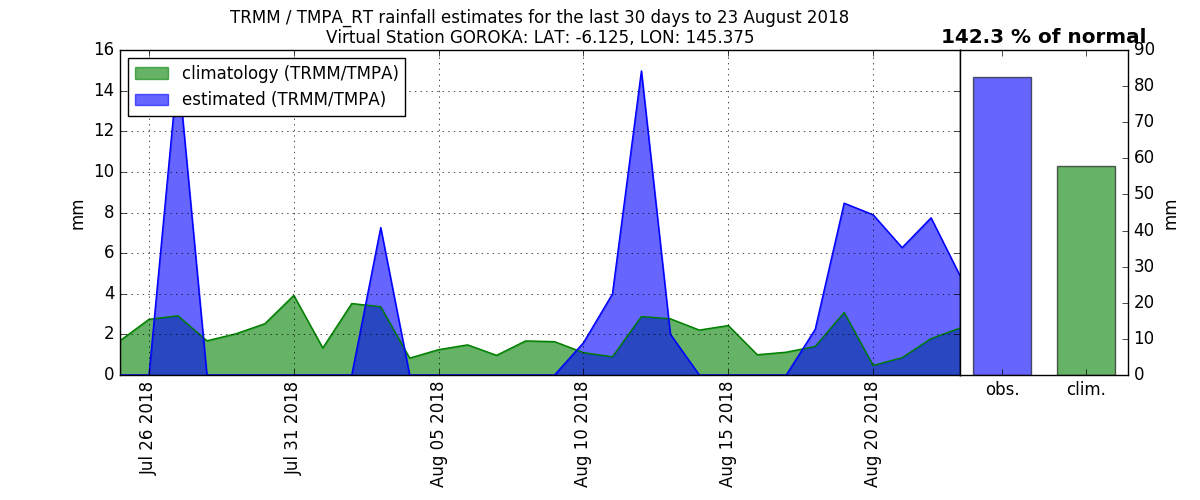 TRMM / TMPA_RT rainfall estimates for the last 30 days to 23 August 2018
Virtual Station GOROKA: LAT: -6.125, LON: 145.375
142.3 % of normal
climatology (TRMM/TMPA)
estimated (TRMM/TMPA)
16
14
12
10
8
6
4
2
0
mm
Jul 26 2018
Jul 31 2018
Aug 05 2018
Aug 10 2018
Aug 15 2018
Aug 20 2018
90
80
70
60
50
40
30
20
10
0
mm
obs.
clim.